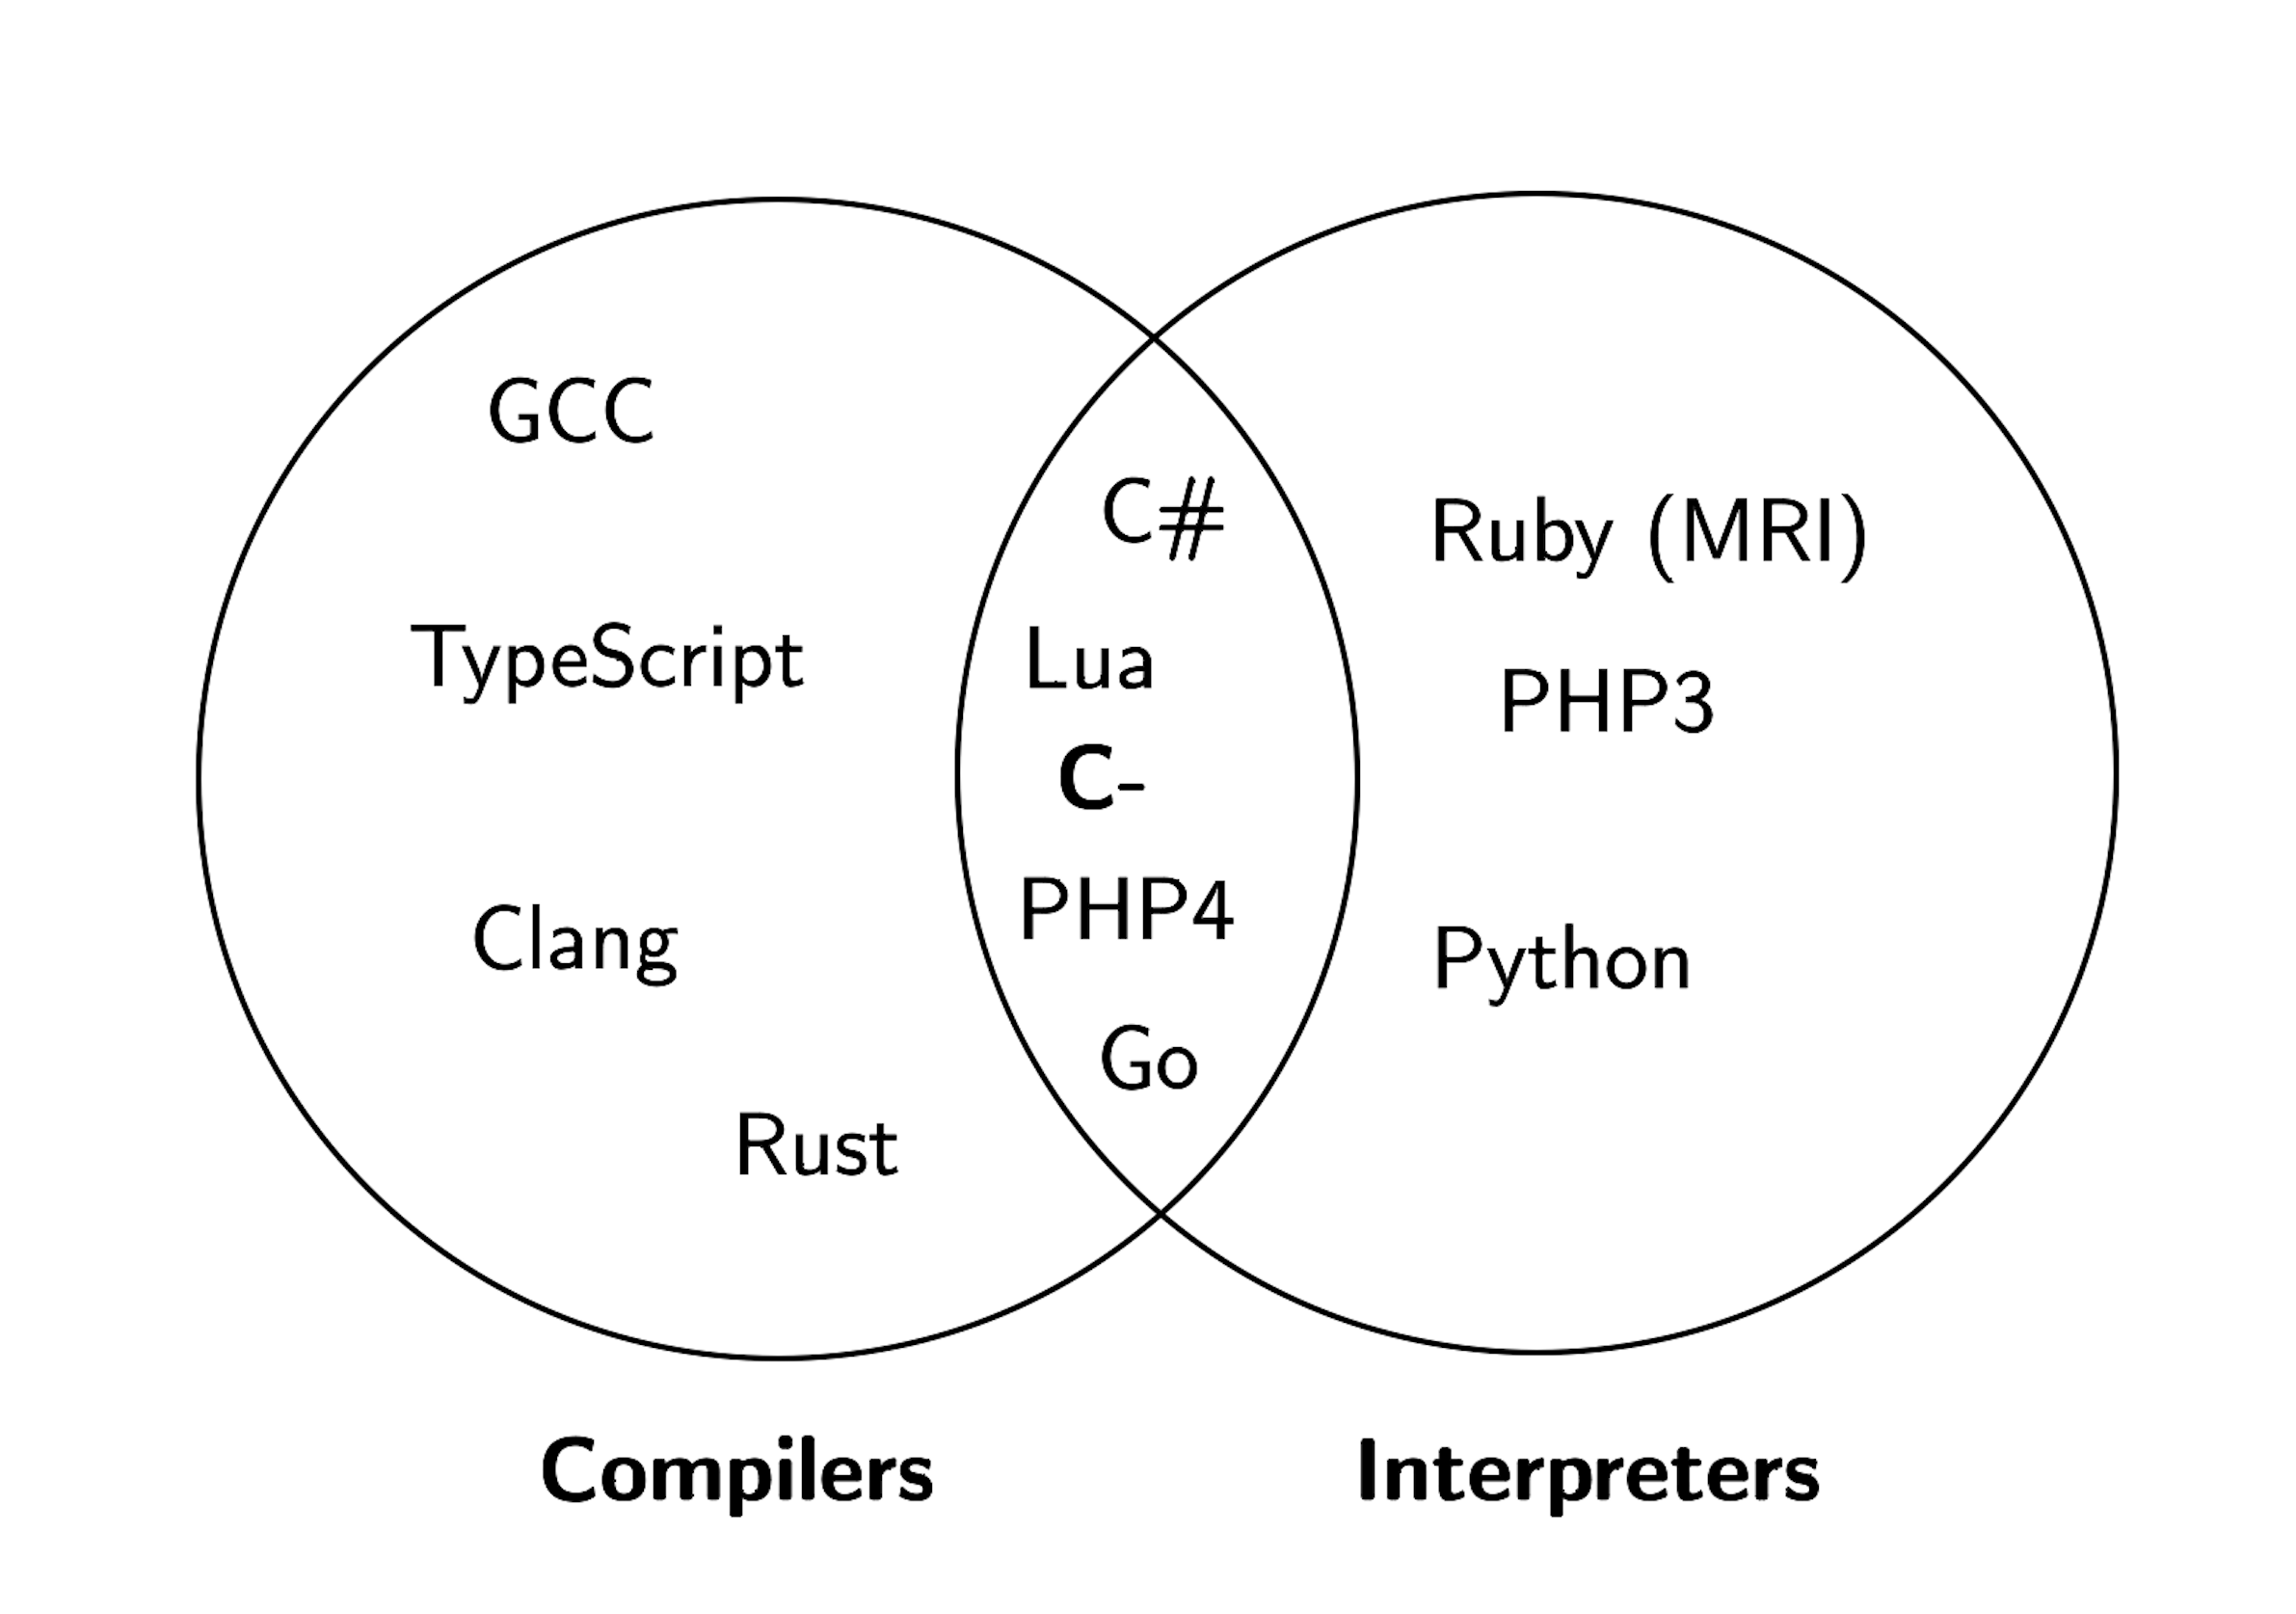 GCC
TypeScript
Clang
Rust
C#
Lua
C-
PHP4
Go
Ruby (MRI)
PHP3
Python
Compilers
Interpreters